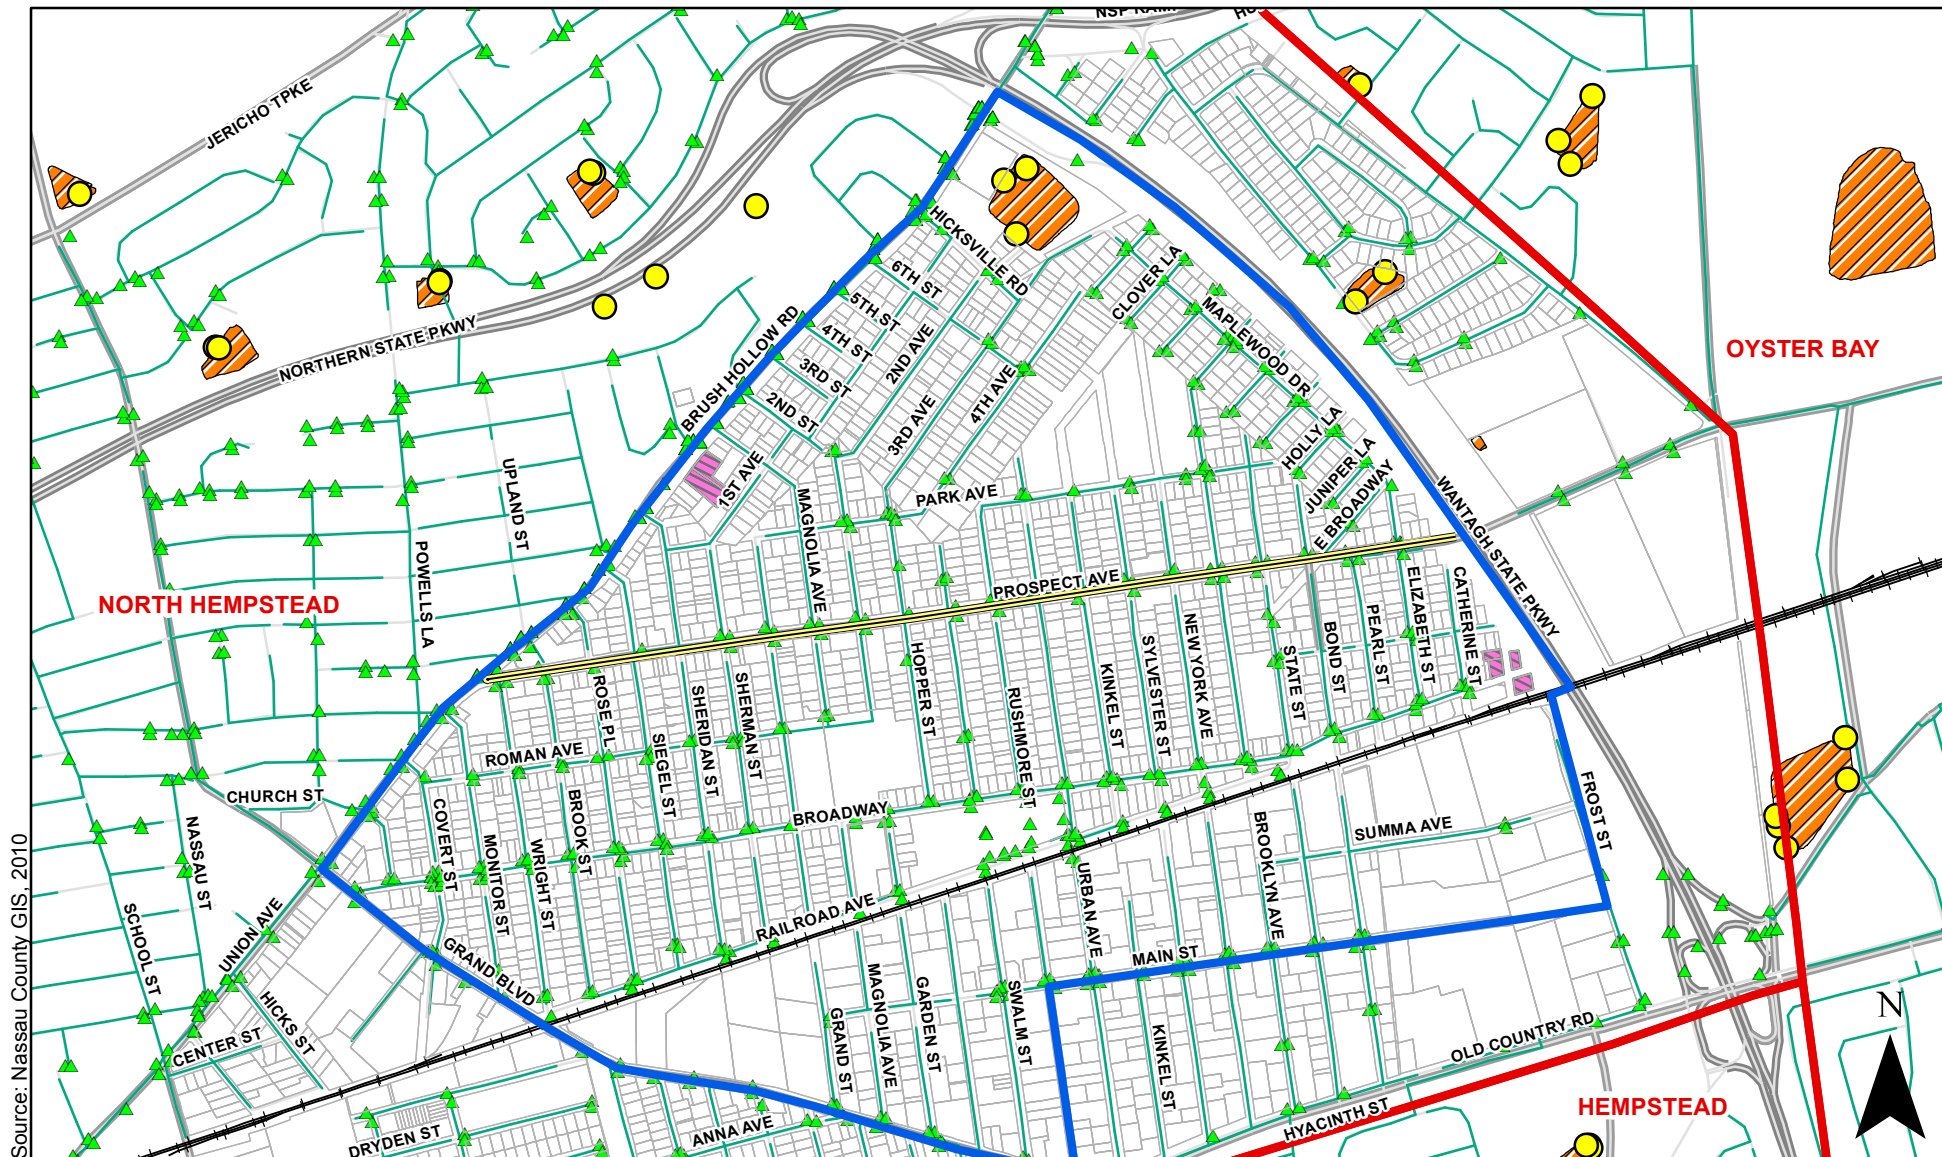 NSP RAMP
JERICHO TPKE
HICKSVILLE RD
6TH ST
CLOVER LA
5TH ST
MAPLEWOOD DR
NORTHERN STATE PKWY
BRUSH HOLLOW RD
4TH ST
2ND AVE
OYSTER BAY
3RD ST
4TH AVE
2ND ST
3RD AVE
HOLLY LA
JUNIPER LA
1ST AVE
PARK AVE
E BROADWAY
UPLAND ST
MAGNOLIA AVE
WANTAGH STATE PKWY
POWELLS LA
PROSPECT AVE
NORTH HEMPSTEAD
ELIZABETH ST
CATHERINE ST
PEARL ST
BOND ST
NEW YORK AVE
SYLVESTER ST
STATE ST
HOPPER ST
KINKEL ST
RUSHMORE ST
ROSE PL
SHERIDAN ST
SHERMAN ST
SIEGEL ST
ROMAN AVE
CHURCH ST
BROOK ST
BROADWAY
FROST ST
SUMMA AVE
COVERT ST
NASSAU ST
MONITOR ST
WRIGHT ST
BROOKLYN AVE
URBAN AVE
RAILROAD AVE
SCHOOL ST
UNION AVE
GRAND BLVD
MAIN ST
HICKS ST
MAGNOLIA AVE
GARDEN ST
SWALM ST
GRAND ST
CENTER ST
KINKEL ST
OLD COUNTRY RD
N
HYACINTH ST
HEMPSTEAD
ANNA AVE
DRYDEN ST
Source: Nassau County GIS, 2010